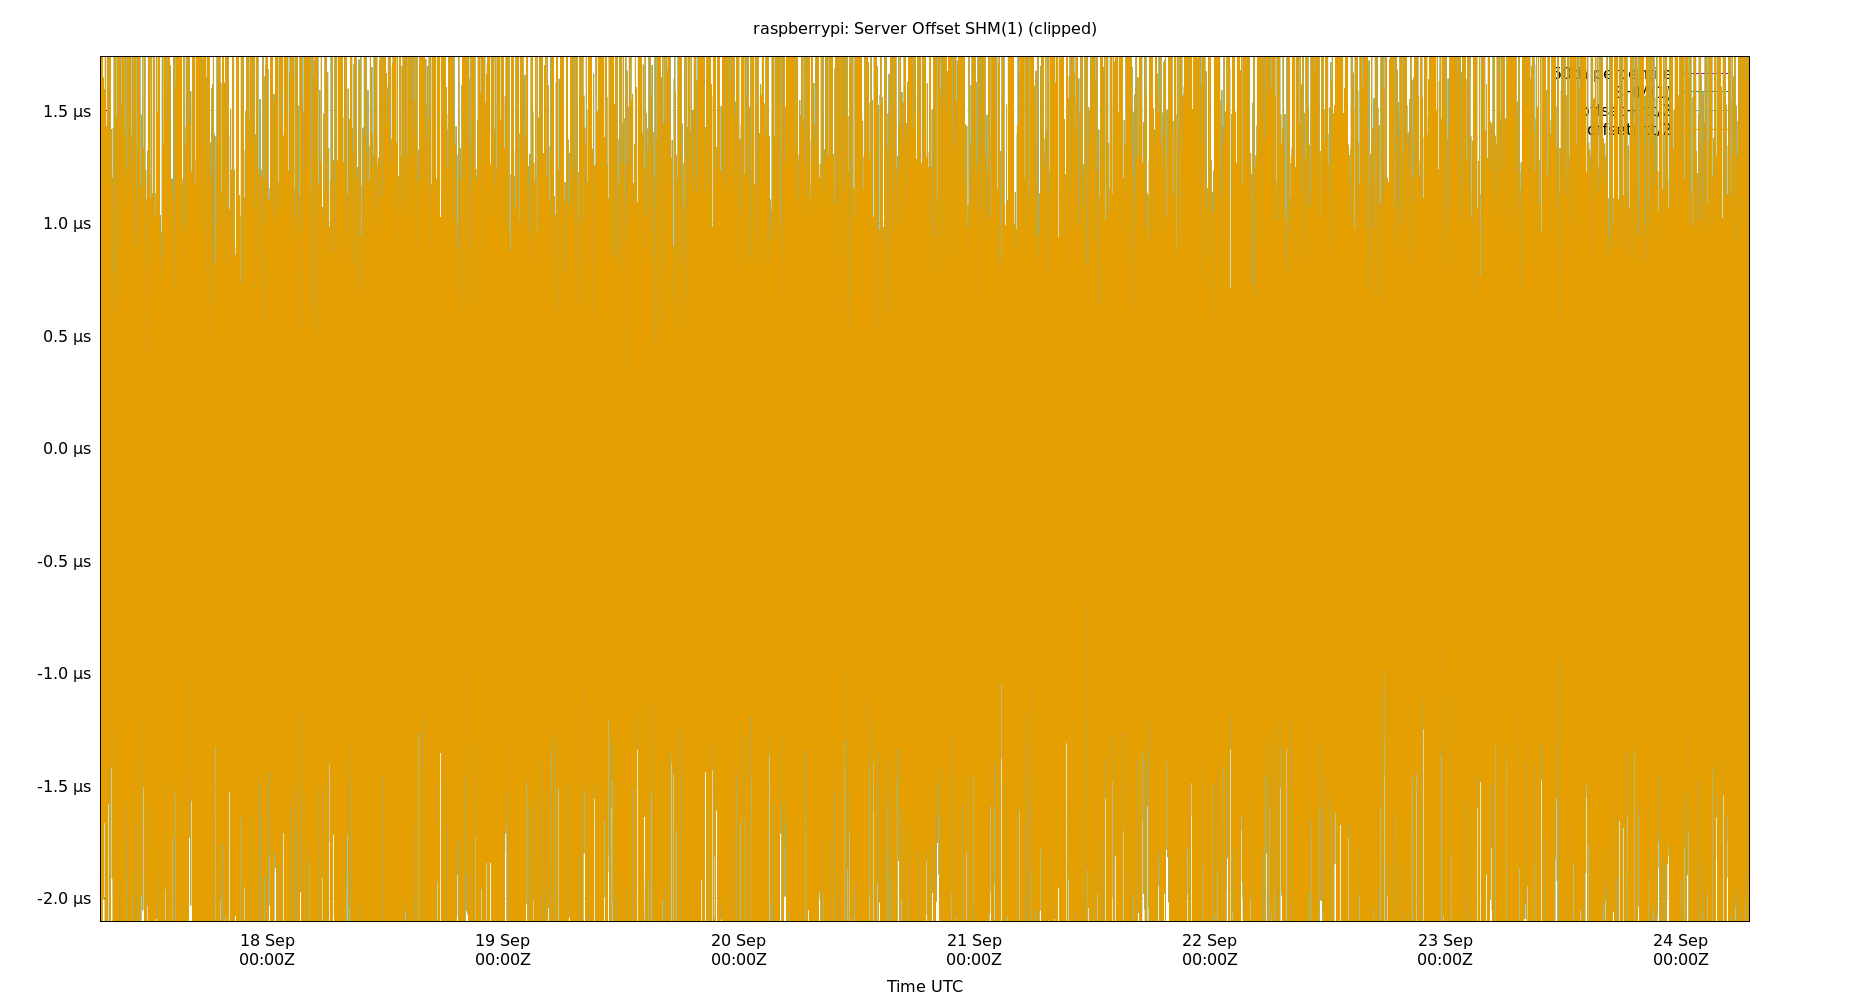 raspberrypi: Server Offset SHM(1) (clipped)
1.5 µs
1.0 µs
0.5 µs
0.0 µs
-0.5 µs
-1.0 µs
-1.5 µs
-2.0 µs
18 Sep 19 Sep 20 Sep 21 Sep 22 Sep 23 Sep 24 Sep
00:00Z 00:00Z 00:00Z 00:00Z 00:00Z 00:00Z 00:00Z
Time UTC